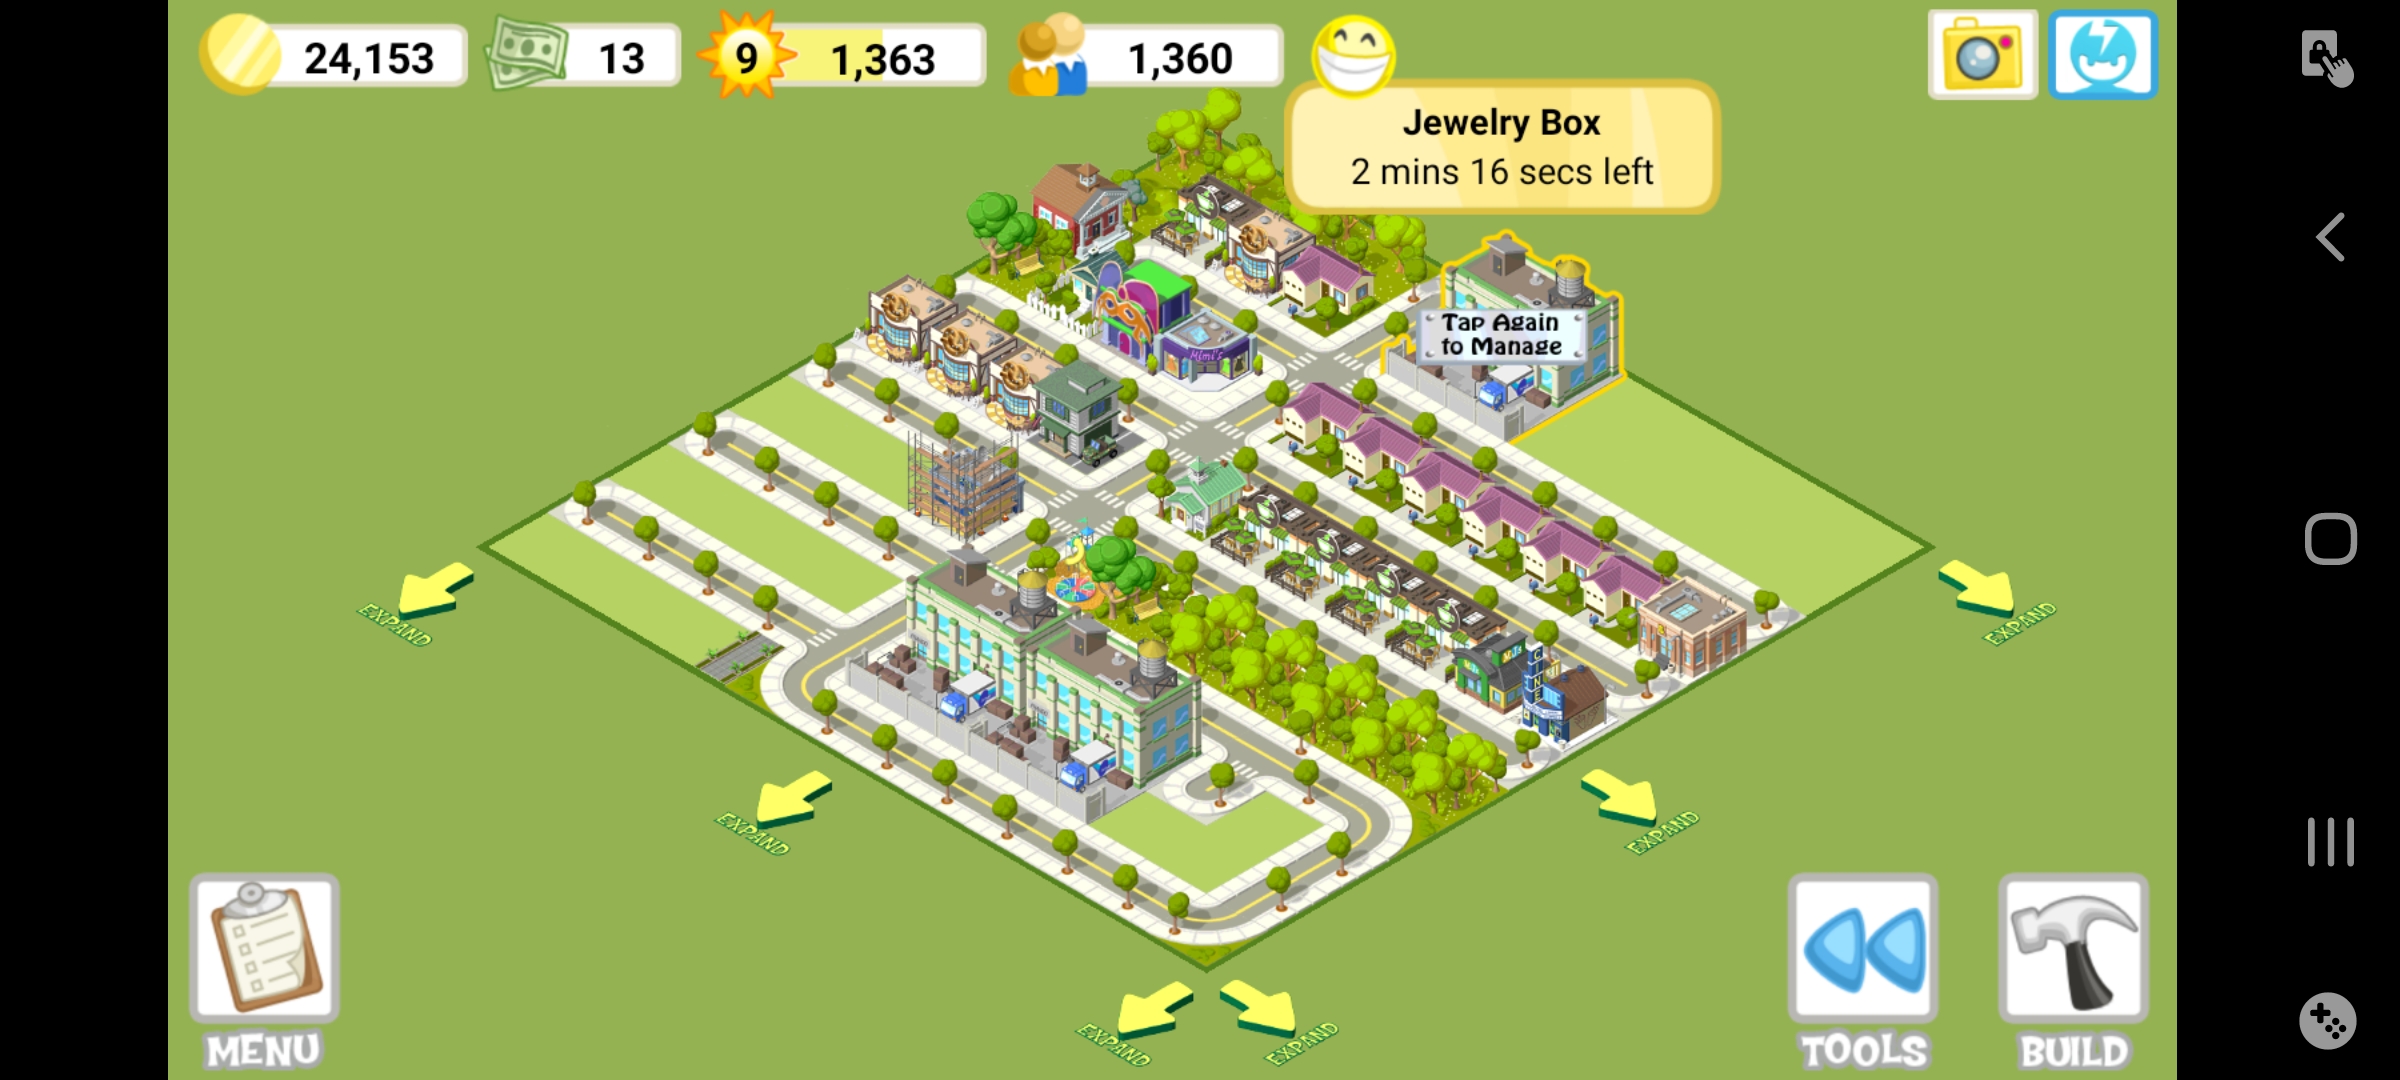 24,153
13
9
1,363
1,360
Jewelry Box
2 mins 16 secs left
Tap Again
to Manage
Mimi's
CINE
EXPAND
EXPAND
EXPAND
EXPAND
EXPAND
EXPAND
MENU
TOOLS
BUILD